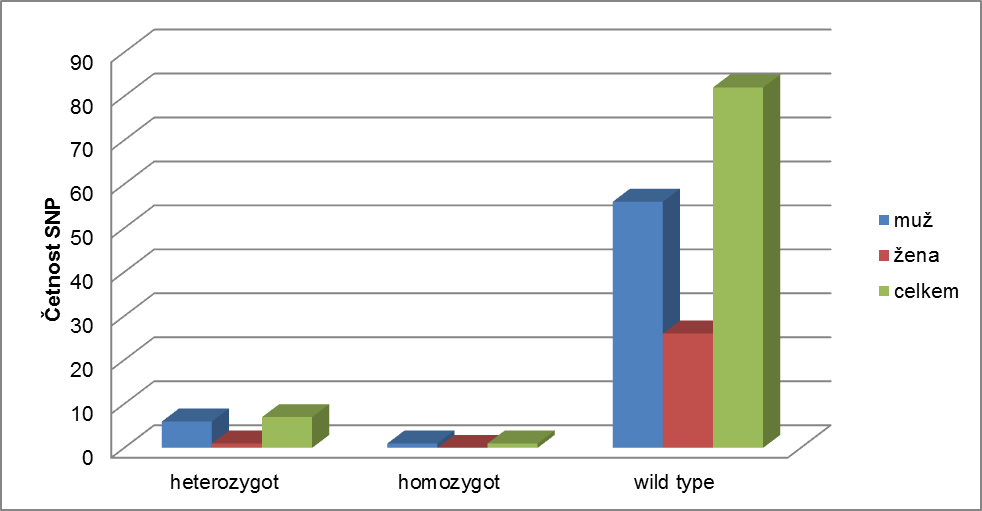 90
80
70
60
50
40
30
20
10
0
Četnost SNP
heterozygot
homozygot
wild type
muž
žena
celkem